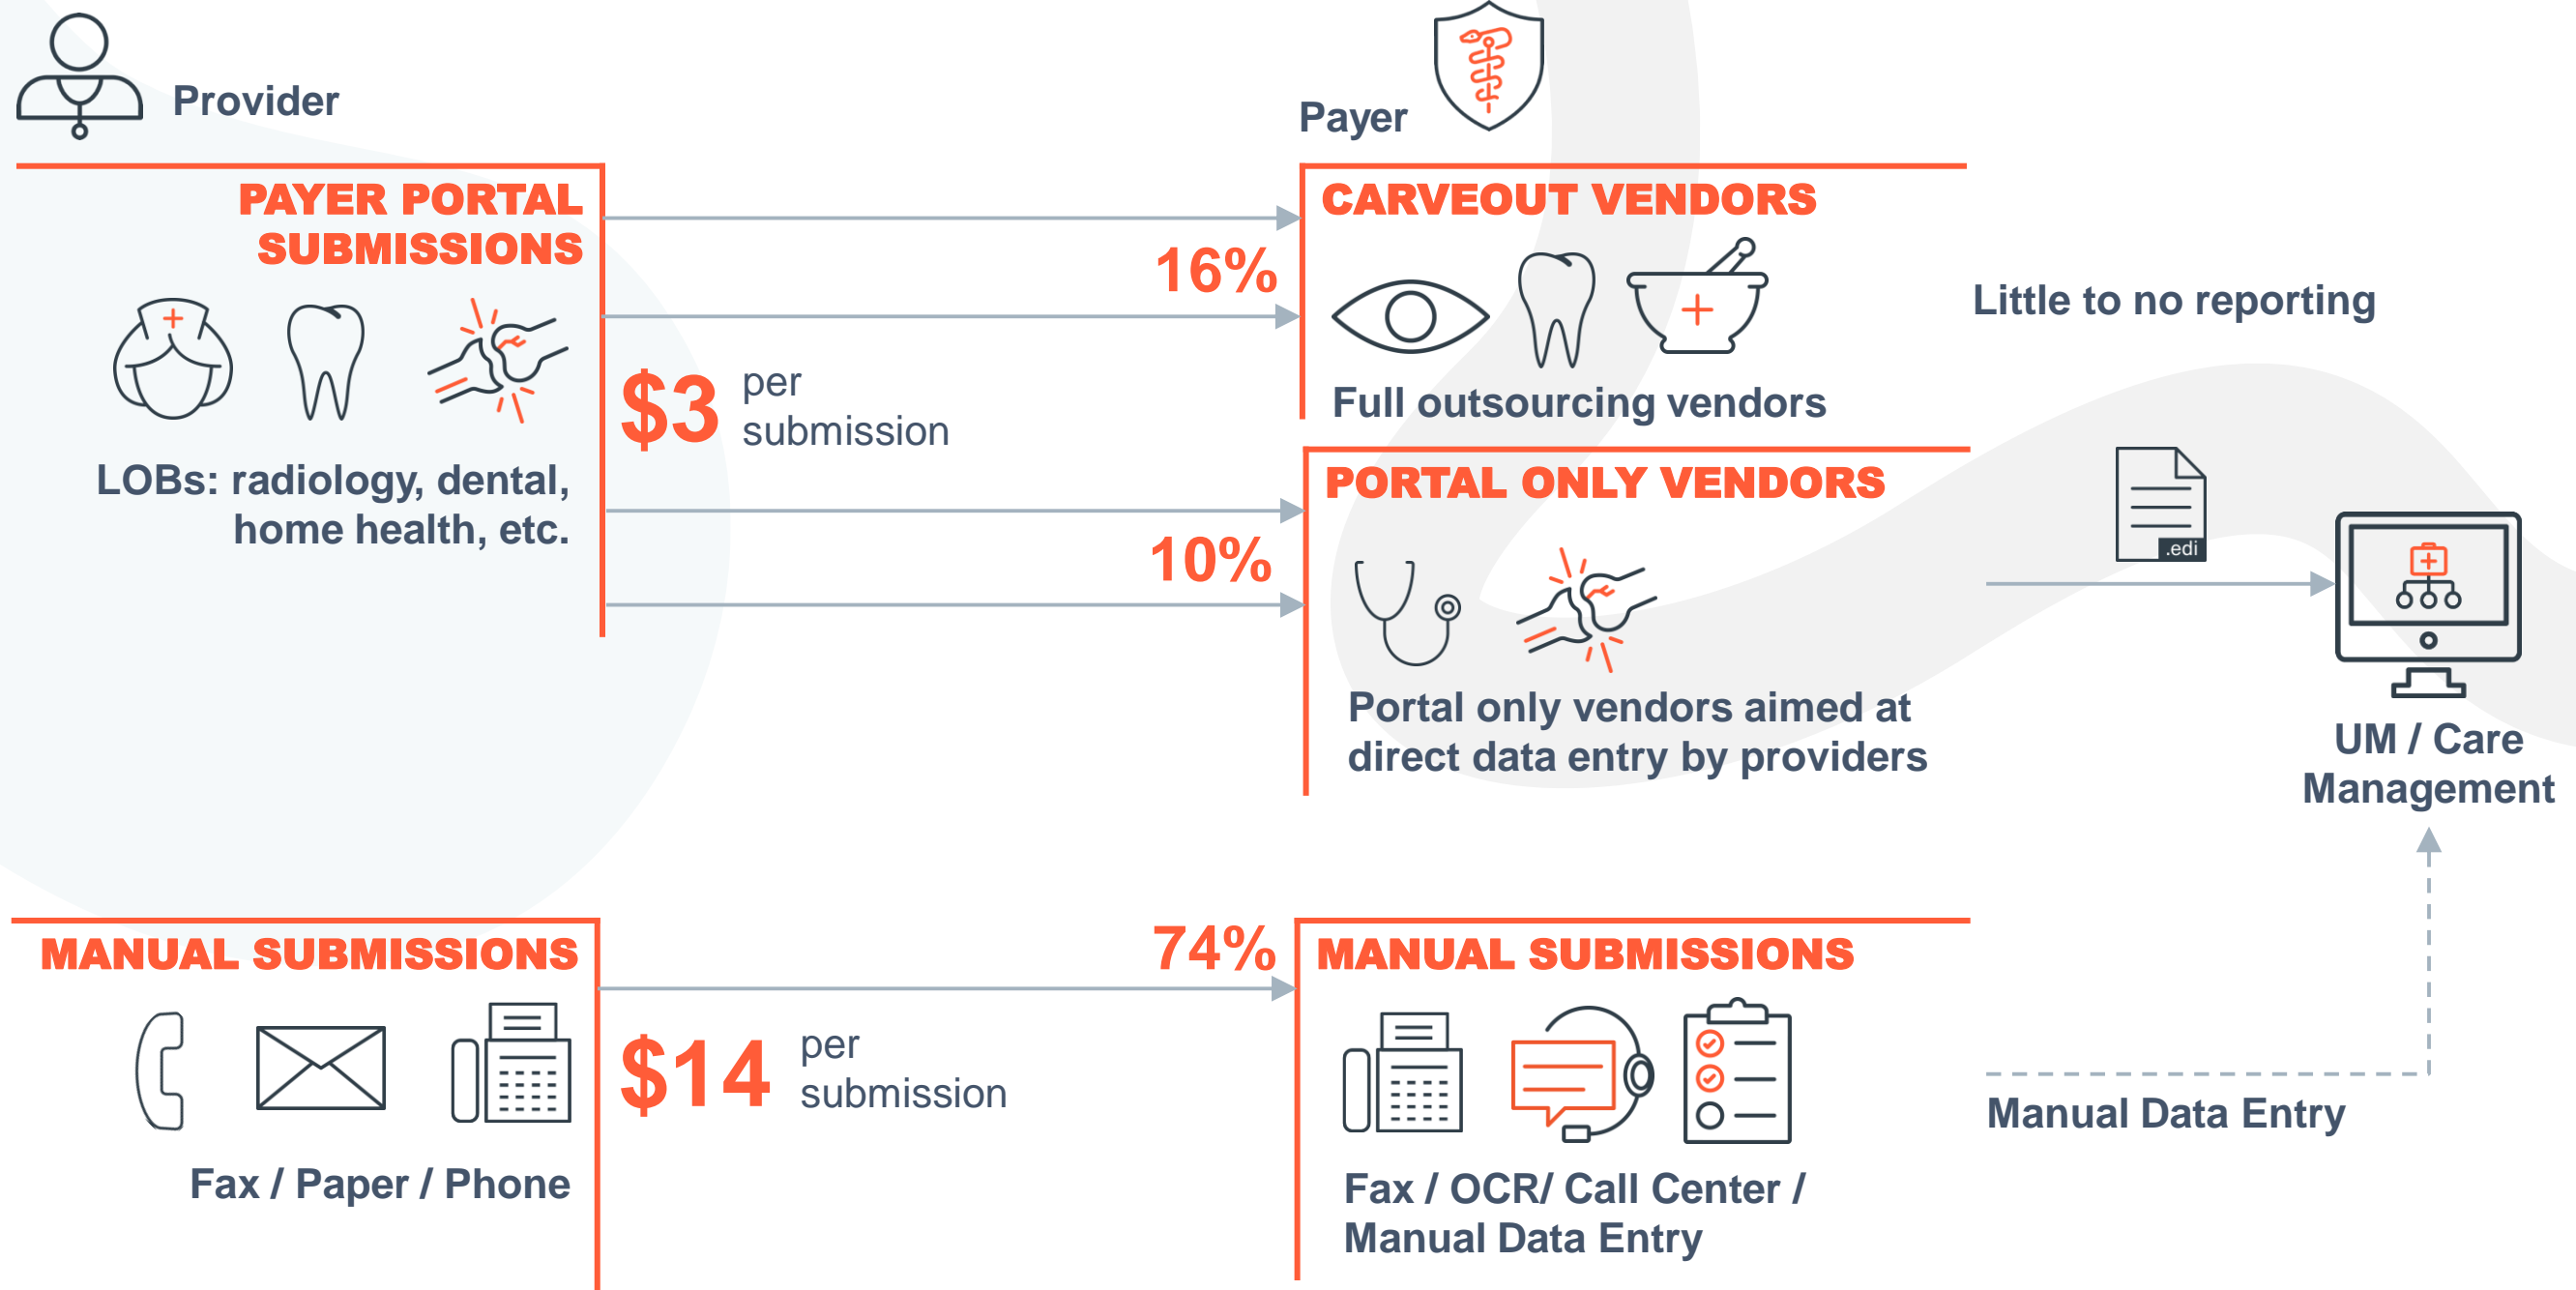 Provider
PAYER PORTAL
SUBMISSIONS
LOBs: radiology, dental,
home health, etc.
16%
$3 per
submission
10%
Payer
CARVEOUT VENDORS
Full outsourcing vendors
Little to no reporting
PORTAL ONLY VENDORS
Portal only vendors aimed at
direct data entry by providers
.edi
UM / Care
Management
MANUAL SUBMISSIONS
Fax / Paper / Phone
74%
$14 per
submission
MANUAL SUBMISSIONS
Fax / OCR/ Call Center /
Manual Data Entry
Manual Data Entry